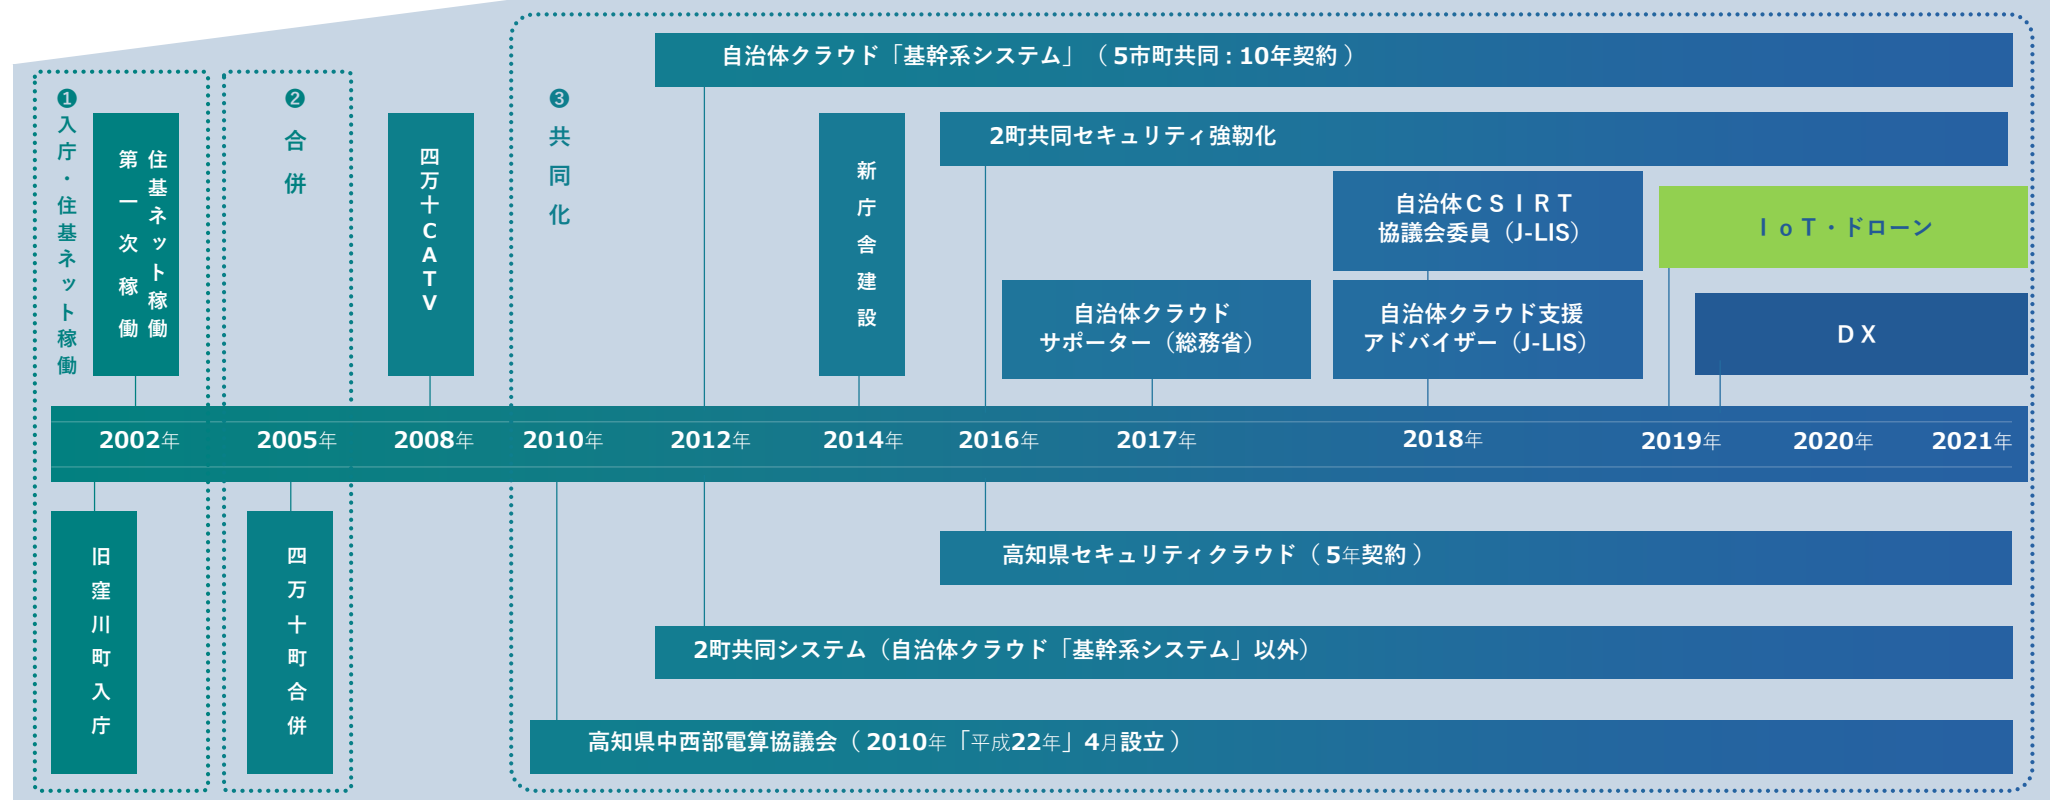 自治体クラウド「基幹系システム」（ 5市町共同 : 10年契約 ）
❶入庁・住基ネット稼働
住基ネット稼働
第一次稼働
❷合併
四万十CATV
❸共同化
新庁舎建設
2町共同セキュリティ強靭化
自治体ＣＳＩＲＴ
協議会委員（J-LIS）
ＩｏＴ・ドローン
自治体クラウド
サポーター（総務省）
自治体クラウド支援
アドバイザー（J-LIS）
ＤＸ
2002年
2005年
2008年
2010年
2012年
2014年
2016年
2017年
2018年
2019年
2020年
2021年
旧窪川町入庁
四万十町合併
高知県セキュリティクラウド（ 5年契約 ）
2町共同システム（自治体クラウド「基幹系システム」以外）
高知県中西部電算協議会（ 2010年「平成22年」4月設立 ）